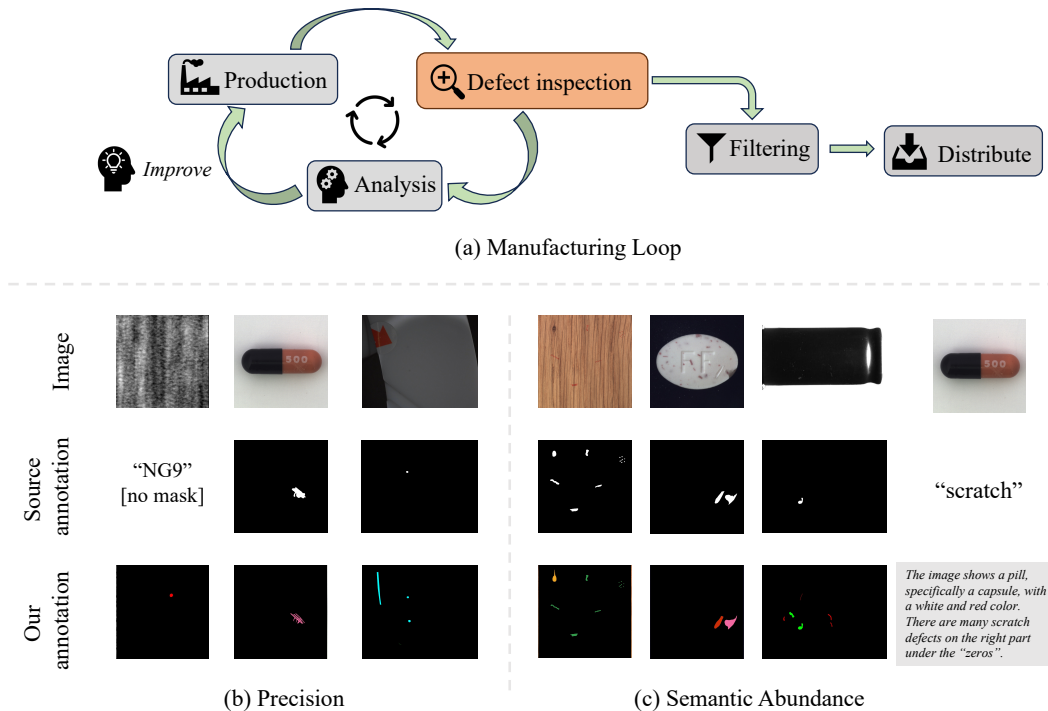 Production
Defect inspection
Filtering
Distribute
Improve
Analysis
(a) Manufacturing Loop
Image
500
FF
500
Source
annotation
“NG9”
[no mask]
“scratch”
Our
annotation
The image shows a pill,
specifically a capsule, with
a white and red color.
There are many scratch
defects on the right part
under the “zeros”.
(b) Precision
(c) Semantic Abundance